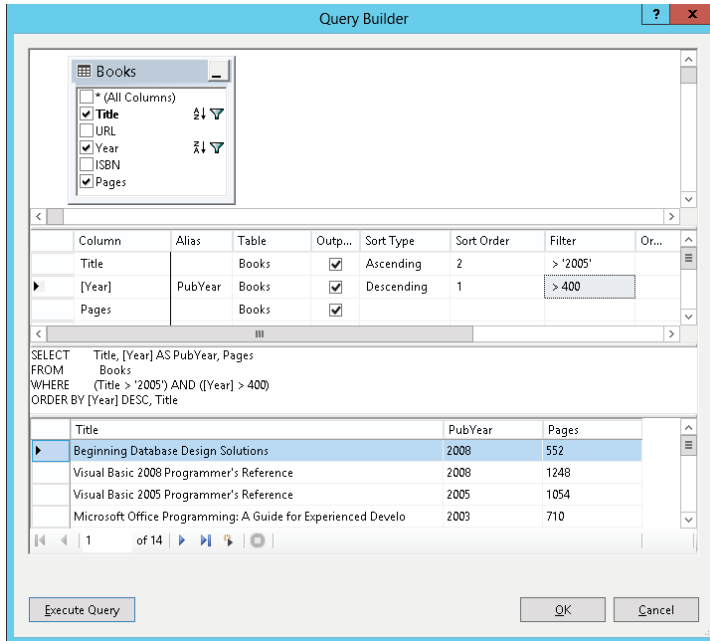 Query Builder
? x
Books
* (All Columns)
Title
URL
Year
ISBN
Pages
Column Alias Table Outp... Sort Type Sort Order Filter Or...
Title Books Ascending 2 > '2005'
[Year] PubYear Books Descending 1 > 400
Pages Books
SELECT Title, [Year] AS PubYear, Pages
FROM Books
WHERE (Title > '2005') AND ([Year] > 400)
ORDER BY [Year] DESC, Title
Title PubYear Pages
Beginning Database Design Solutions 2008 552
Visual Basic 2008 Programmer's Reference 2008 1248
Visual Basic 2005 Programmer's Reference 2005 1054
Microsoft Office Programming: A Guide for Experienced Develo 2003 710
1 of 14
Execute Query OK Cancel